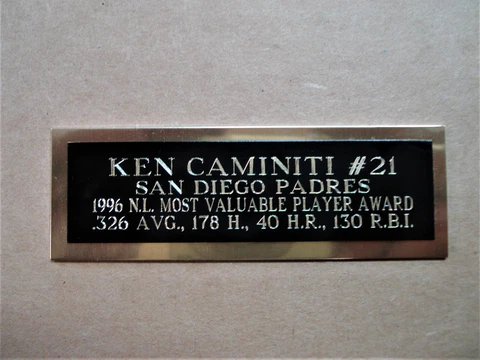 KEN CAMINITI #21
SAN DIEGO PADRES
1996 N.L. MOST VALUABLE PLAYER AWARD
.326 AVG., 178 H., 40 H.R., 130 R.B.I.